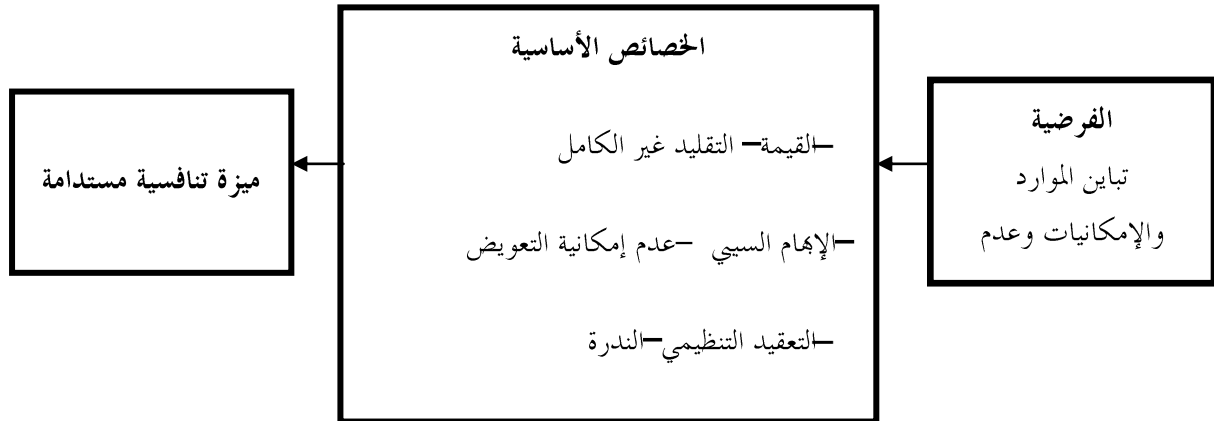 الفرضية
تباين الموارد
والإمكانيات وعدم
الخصائص الأساسية
–القيمة– التقليد غير الكامل
–الإبهام السببي –عدم إمكانية التعويض
–التعقيد التنظيمي–الندرة
ميزة تنافسية مستدامة